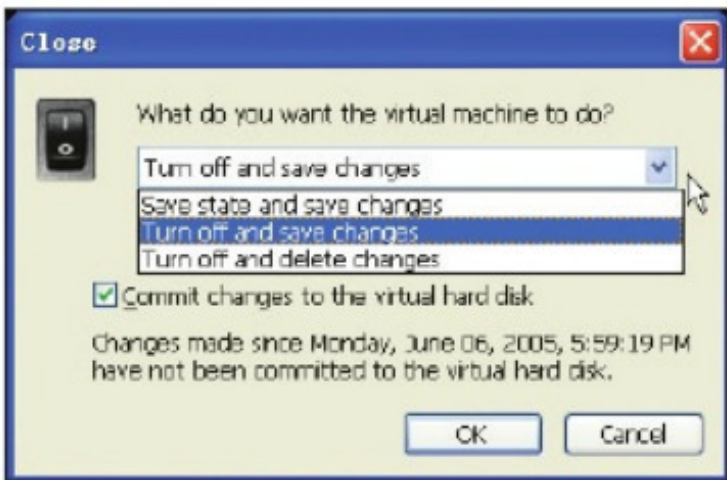 Close
What do you want the virtual machine to do?
Turn off and save changes
Save state and save changes
Turn off and save changes
Turn off and delete changes
Commit changes to the virtual hard disk
Changes made since Monday, June 06, 2005, 5:59:19 PM
have not been committed to the virtual hard disk.
OK Cancel